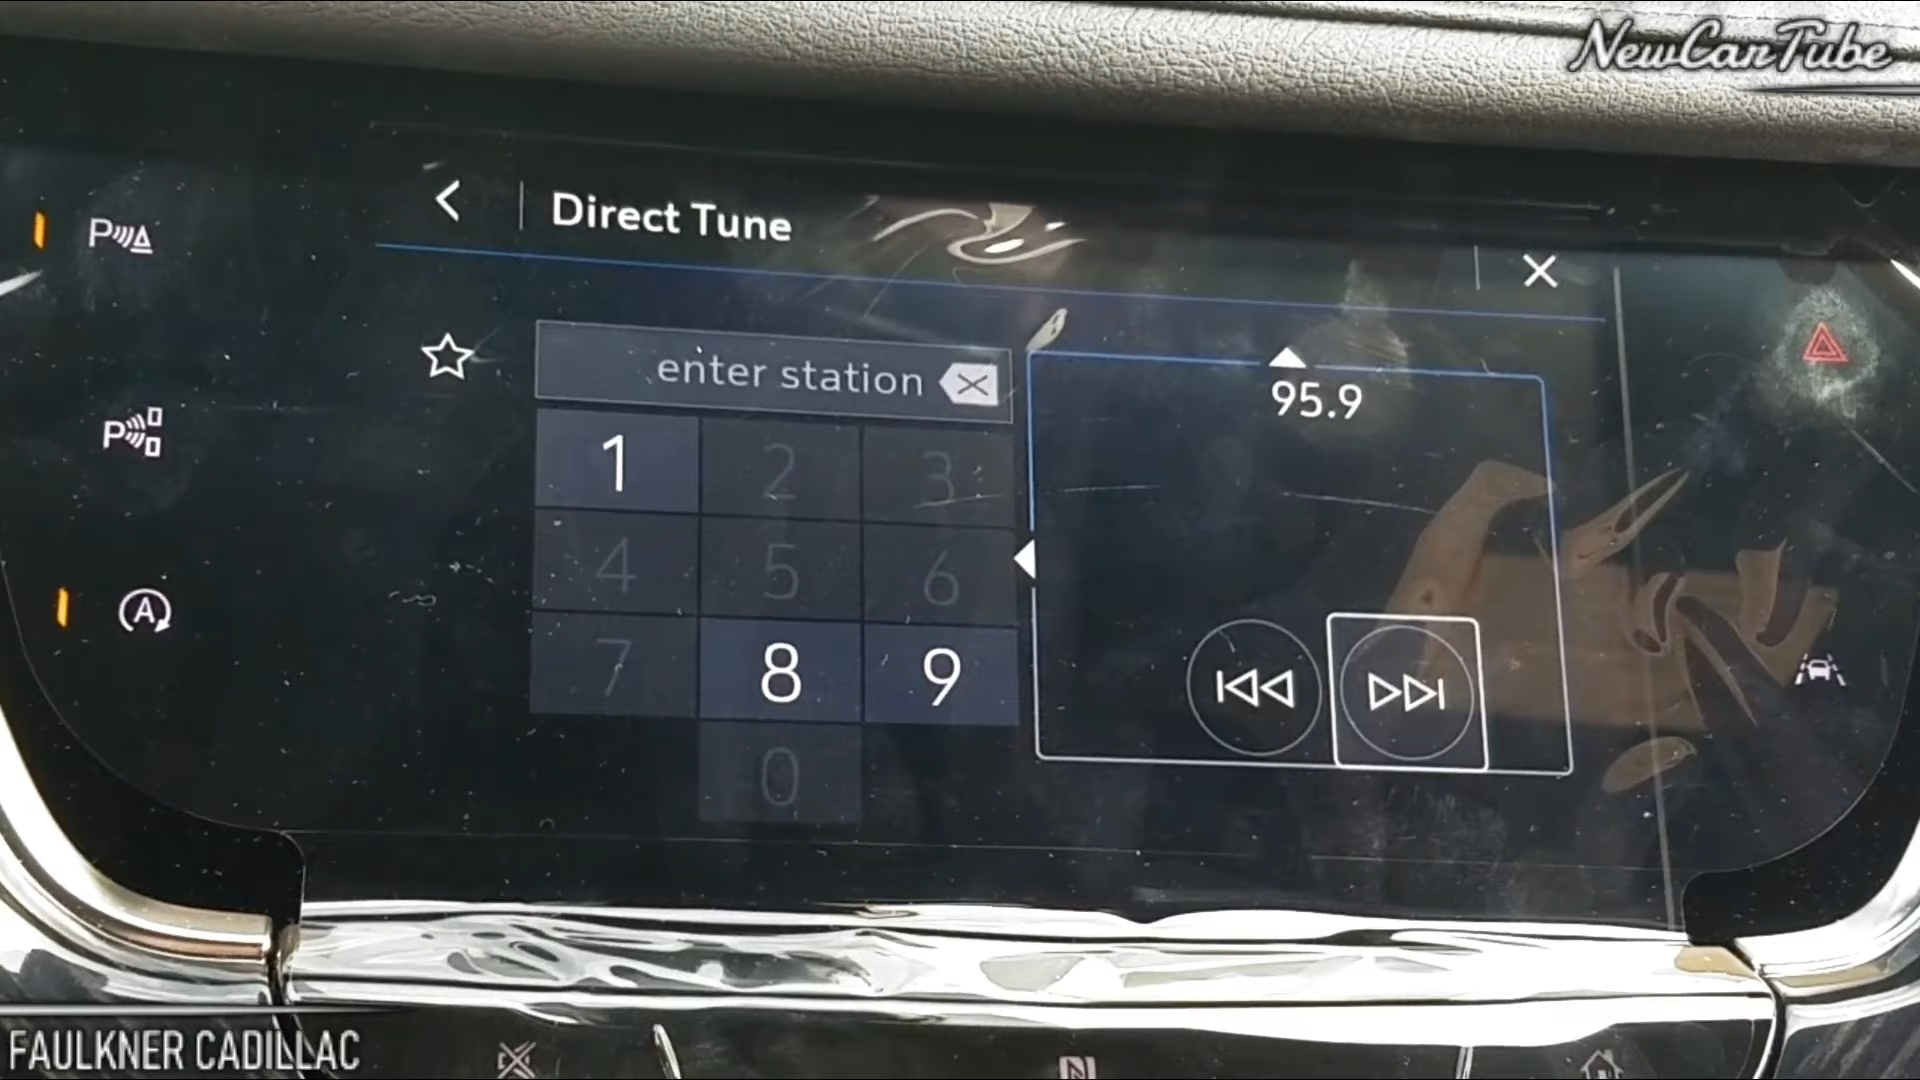 NewCarTube
Direct Tune
enter station
95.9
1 2 3
4 5 6
7 8 9
0
P
P
A
FAULKNER CADILLAC